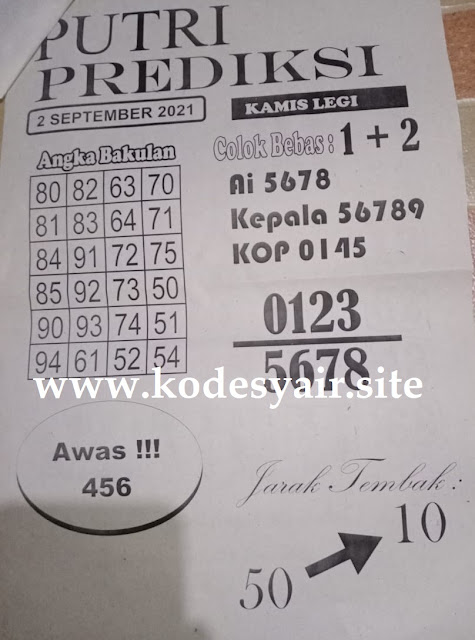 PUTRI
PREDIKSI
2 SEPTEMBER 2021
KAMIS LEGI
Angka Bakulan
80 82 63 70
81 83 64 71
84 91 72 75
85 92 73 50
90 93 74 51
94 61 52 54
Colok Bebas : 1 + 2
Ai 5678
Kepala 56789
KOP 0145
0123
5678
www.kodesyair.site
Awas !!!
456
Jarak Tembak :
10
50